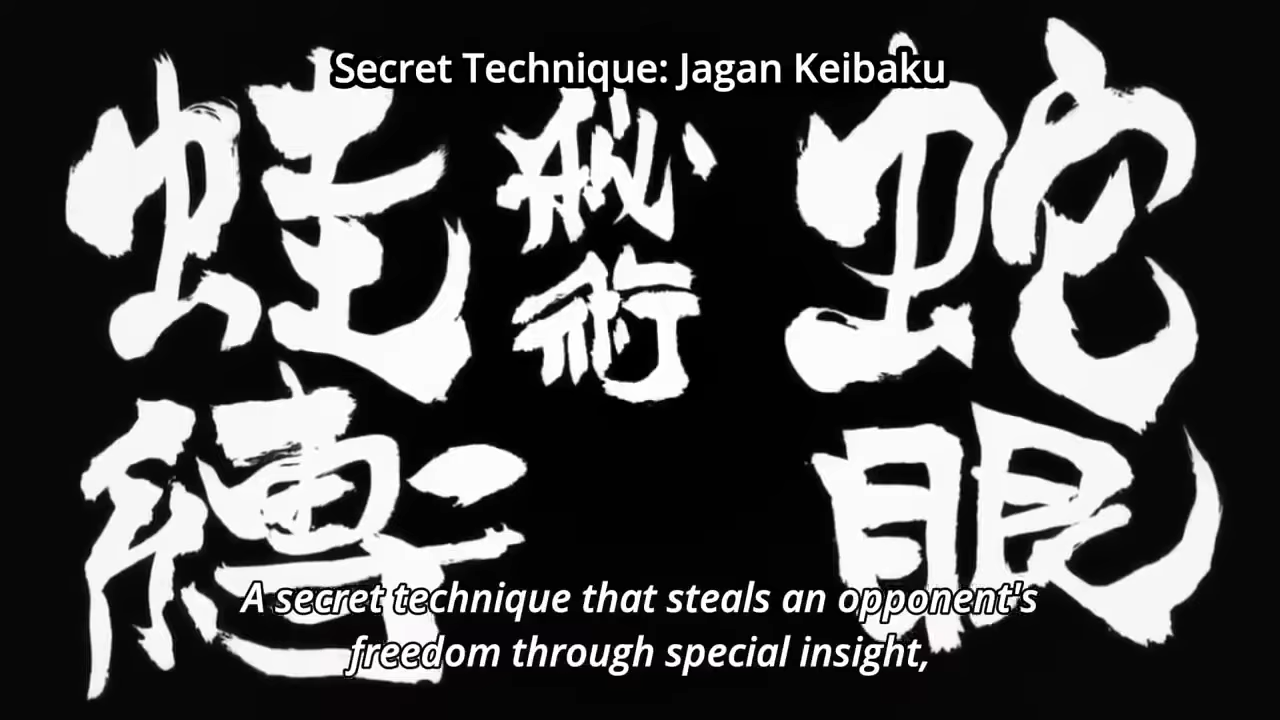 Secret Technique: Jagan Keibaku
秘術
蛇眼
蛙縛
A secret technique that steals an opponent's
freedom through special insight,